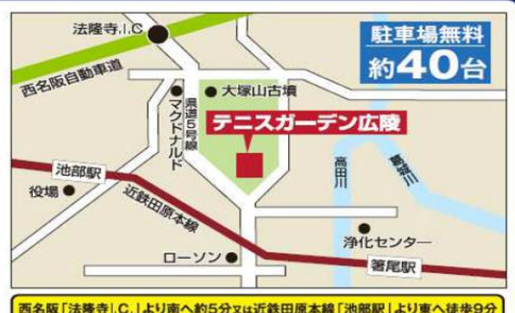 法隆寺I.C
駐車場無料
約40台
西名阪自動車道
大塚山古墳
マクドナルド
県道5号線
テニスガーデン広陵
池部駅
役場
近鉄田原本線
高田川
葛城川
浄化センター
ローソン
箸尾駅
西名阪「法隆寺I.C.」より南へ約5分又は近鉄田原本線「池部駅」より東へ徒歩9分